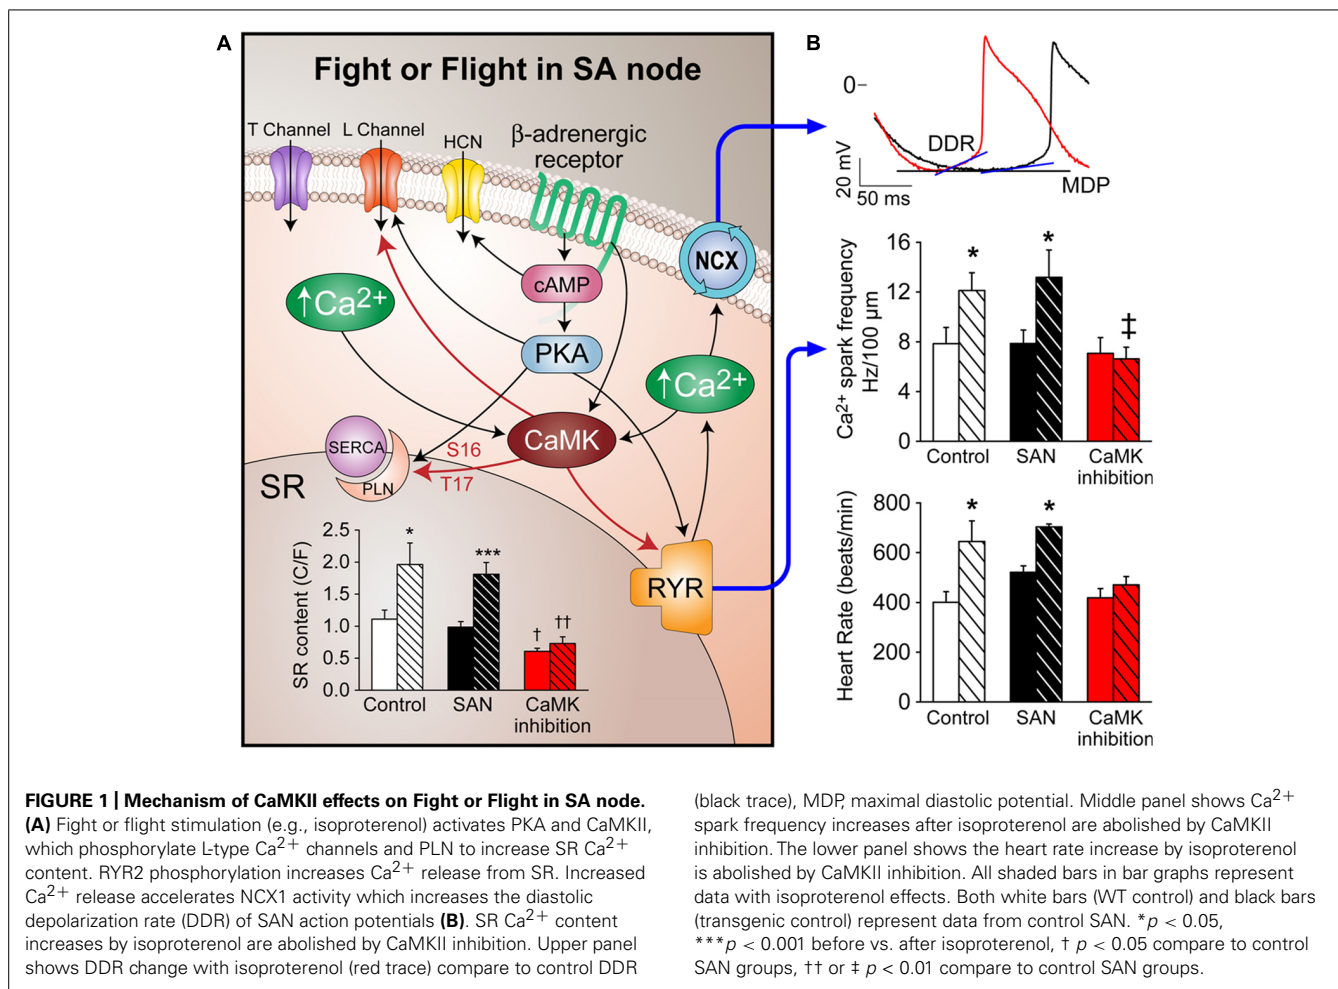 A
Fight or Flight in SA node
T Channel
L Channel
HCN
β-adrenergic
receptor
NCX
cAMP
↑Ca2+
PKA
↑Ca2+
CaMK
SERCA
PLN
S16
T17
SR
RYR
SR content (C/F)
2.5
2.0
1.5
1.0
0.5
0.0
*
***
†
††
Control
SAN
CaMK
inhibition
B
0
DDR
MDP
20 mV
50 ms
Ca2+ spark frequency
Hz/100 µm
16
12
8
4
0
*
*
‡
Control
SAN
CaMK
inhibition
Heart Rate (beats/min)
800
600
400
200
0
*
*
Control
SAN
CaMK
inhibition
FIGURE 1 | Mechanism of CaMKII effects on Fight or Flight in SA node.
(A) Fight or flight stimulation (e.g., isoproterenol) activates PKA and CaMKII,
which phosphorylate L-type Ca2+ channels and PLN to increase SR Ca2+
content. RYR2 phosphorylation increases Ca2+ release from SR. Increased
Ca2+ release accelerates NCX1 activity which increases the diastolic
depolarization rate (DDR) of SAN action potentials (B). SR Ca2+ content
increases by isoproterenol are abolished by CaMKII inhibition. Upper panel
shows DDR change with isoproterenol (red trace) compare to control DDR
(black trace), MDP, maximal diastolic potential. Middle panel shows Ca2+
spark frequency increases after isoproterenol are abolished by CaMKII
inhibition. The lower panel shows the heart rate increase by isoproterenol
is abolished by CaMKII inhibition. All shaded bars in bar graphs represent
data with isoproterenol effects. Both white bars (WT control) and black bars
(transgenic control) represent data from control SAN. *p < 0.05,
***p < 0.001 before vs. after isoproterenol, † p < 0.05 compare to control
SAN groups, †† or ‡ p < 0.01 compare to control SAN groups.